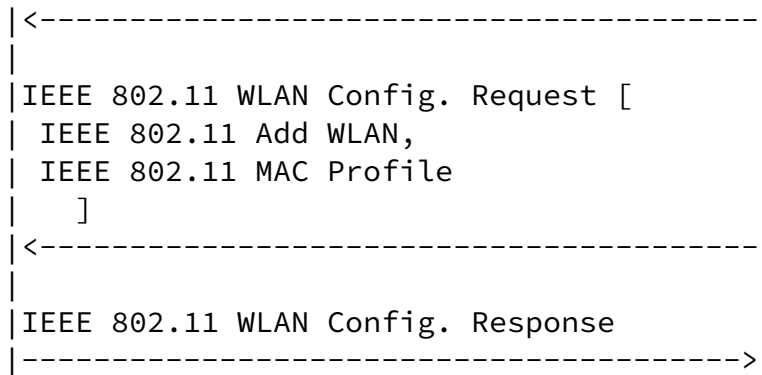 |<----------------------------------------
|
|IEEE 802.11 WLAN Config. Request [
| IEEE 802.11 Add WLAN,
| IEEE 802.11 MAC Profile
|   ]
|<----------------------------------------
|
|IEEE 802.11 WLAN Config. Response
|---------------------------------------->